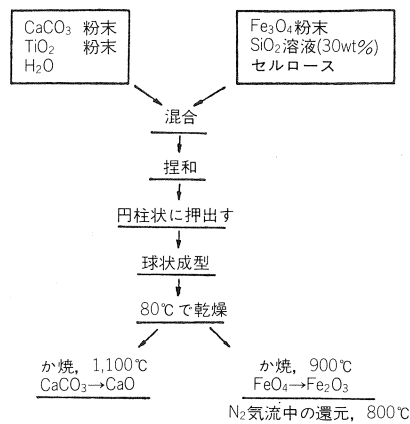 CaCO₃ 粉末
TiO₂ 粉末
H₂O
Fe₃O₄粉末
SiO₂溶液(30wt%)
セルロース
混合
捏和
円柱状に押出す
球状成型
80℃で乾燥
か焼, 1,100℃
CaCO₃→CaO
か焼, 900℃
FeO₄→Fe₂O₃
N₂気流中の還元, 800℃